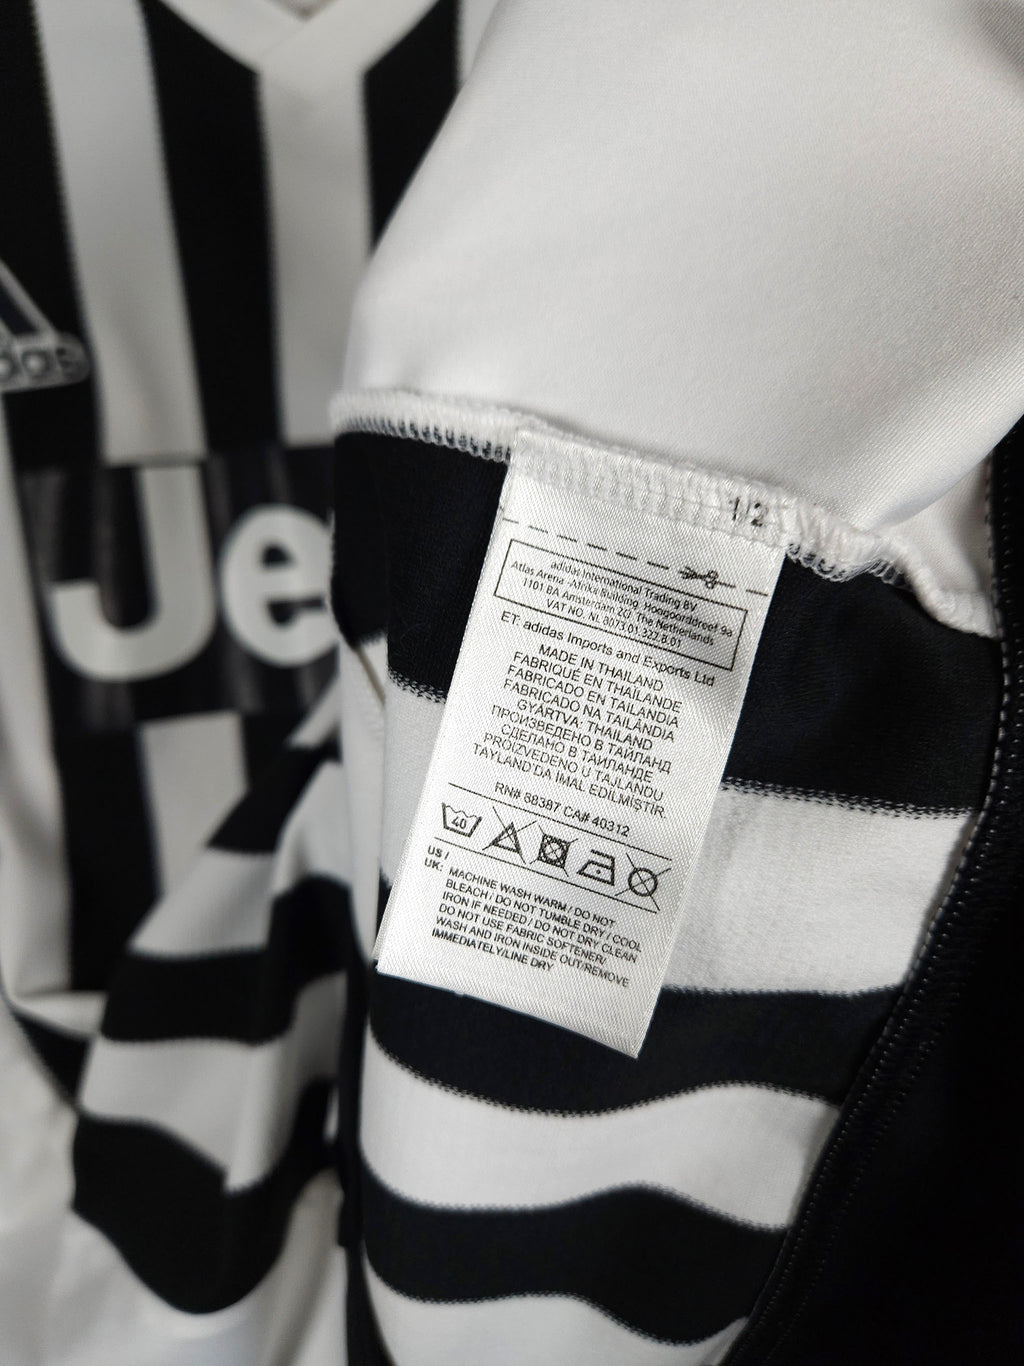 das
Je
1/2
adidas International Trading BV
Atlas Arena -Afrika Building, Hoogoorddreef 9a
1101 BA Amsterdam ZO, The Netherlands
VAT NO. NL 8073.01.327.B.01
ET: adidas Imports and Exports Ltd
MADE IN THAILAND
FABRIQUÉ EN THAÏLANDE
FABRICADO EN TAILANDIA
FABRICADO NA TAILÂNDIA
GYÁRTVA: THAILAND
ПРОИЗВЕДЕНО В ТАЙЛАНД
СДЕЛАНО В ТАИЛАНДЕ
PROIZVEDENO U TAJLANDU
TAYLAND'DA İMAL EDİLMİŞTİR.
RN# 88387 CA# 40312
40
US /
UK: MACHINE WASH WARM / DO NOT
BLEACH / DO NOT TUMBLE DRY / COOL
IRON IF NEEDED / DO NOT DRY CLEAN
DO NOT USE FABRIC SOFTENER/
WASH AND IRON INSIDE OUT/REMOVE
IMMEDIATELY/LINE DRY